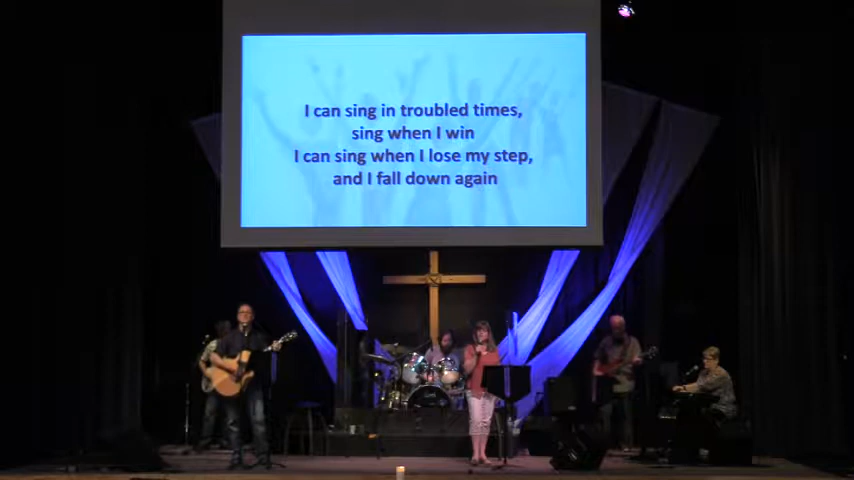 I can sing in troubled times,
sing when I win
I can sing when I lose my step,
and I fall down again